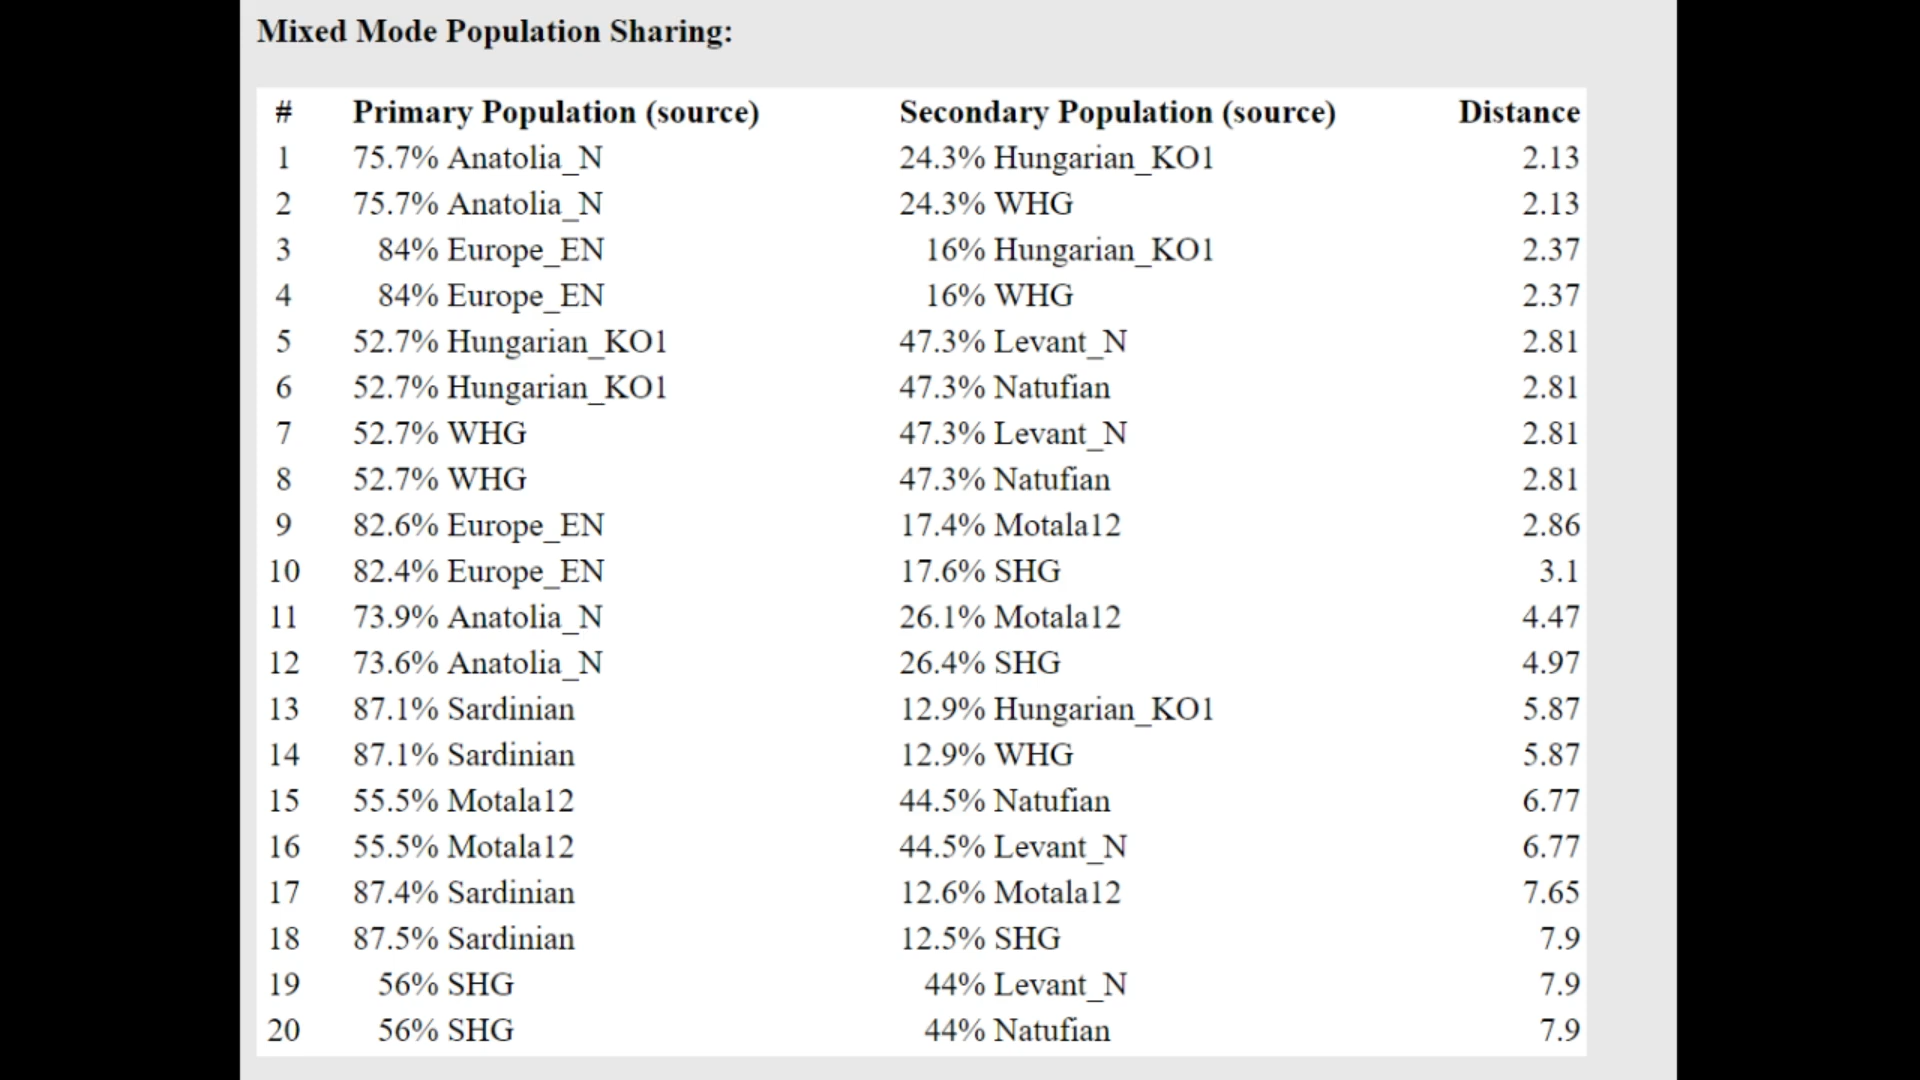 Mixed Mode Population Sharing:
# Primary Population (source) Secondary Population (source) Distance
1 75.7% Anatolia_N 24.3% Hungarian_KO1 2.13
2 75.7% Anatolia_N 24.3% WHG 2.13
3 84% Europe_EN 16% Hungarian_KO1 2.37
4 84% Europe_EN 16% WHG 2.37
5 52.7% Hungarian_KO1 47.3% Levant_N 2.81
6 52.7% Hungarian_KO1 47.3% Natufian 2.81
7 52.7% WHG 47.3% Levant_N 2.81
8 52.7% WHG 47.3% Natufian 2.81
9 82.6% Europe_EN 17.4% Motala12 2.86
10 82.4% Europe_EN 17.6% SHG 3.1
11 73.9% Anatolia_N 26.1% Motala12 4.47
12 73.6% Anatolia_N 26.4% SHG 4.97
13 87.1% Sardinian 12.9% Hungarian_KO1 5.87
14 87.1% Sardinian 12.9% WHG 5.87
15 55.5% Motala12 44.5% Natufian 6.77
16 55.5% Motala12 44.5% Levant_N 6.77
17 87.4% Sardinian 12.6% Motala12 7.65
18 87.5% Sardinian 12.5% SHG 7.9
19 56% SHG 44% Levant_N 7.9
20 56% SHG 44% Natufian 7.9